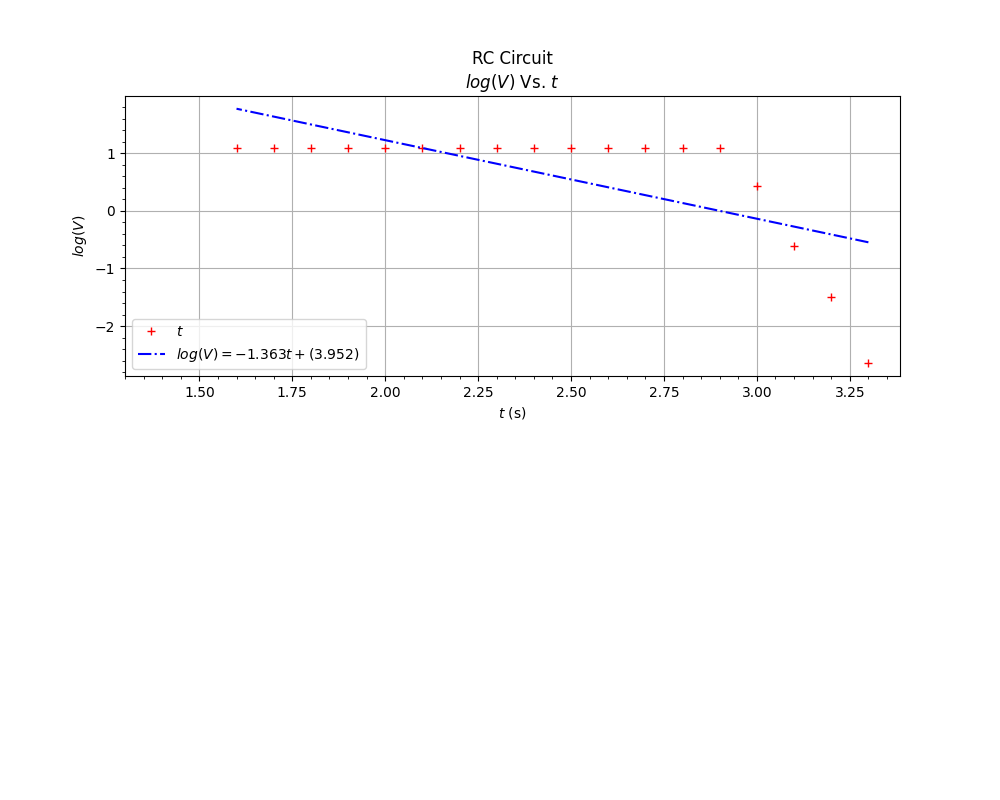 RC Circuit
log(V) Vs. t
log(V)
1
0
−1
−2
t
log(V) = −1.363t + (3.952)
1.50 1.75 2.00 2.25 2.50 2.75 3.00 3.25
t (s)